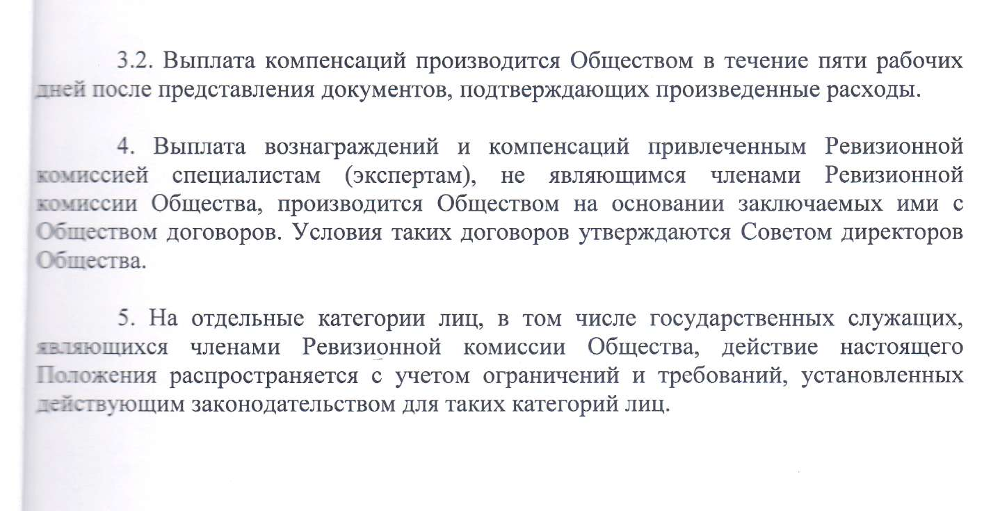 3.2. Выплата компенсаций производится Обществом в течение пяти рабочих
дней после представления документов, подтверждающих произведенные расходы.
4. Выплата вознаграждений и компенсаций привлеченным Ревизионной
комиссией специалистам (экспертам), не являющимся членами Ревизионной
комиссии Общества, производится Обществом на основании заключаемых ими с
Обществом договоров. Условия таких договоров утверждаются Советом директоров
Общества.
5. На отдельные категории лиц, в том числе государственных служащих,
являющихся членами Ревизионной комиссии Общества, действие настоящего
Положения распространяется с учетом ограничений и требований, установленных
действующим законодательством для таких категорий лиц.